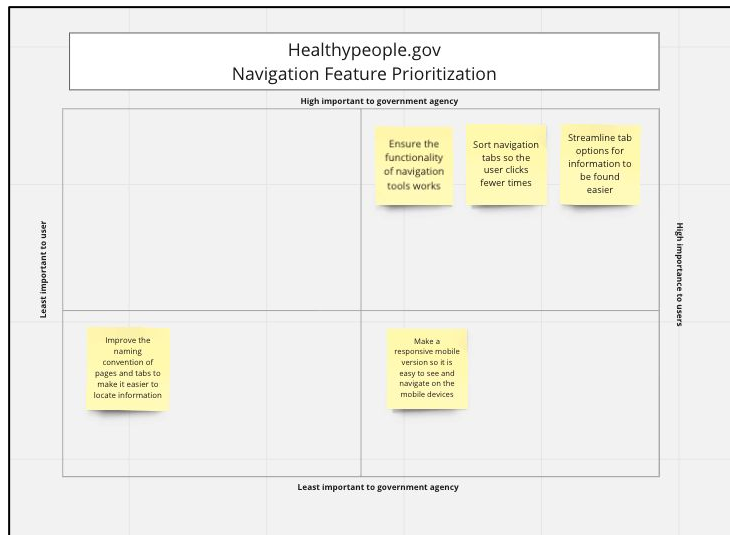 Healthypeople.gov
Navigation Feature Prioritization
High important to government agency
Ensure the
functionality
of navigation
tools works
Sort navigation
tabs so the
user clicks
fewer times
Streamline tab
options for
information to
be found
easier
Least important to user
High importance to users
Improve the
naming
convention of
pages and tabs to
make it easier to
locate information
Make a
responsive mobile
version so it is
easy to see and
navigate on the
mobile devices
Least important to government agency